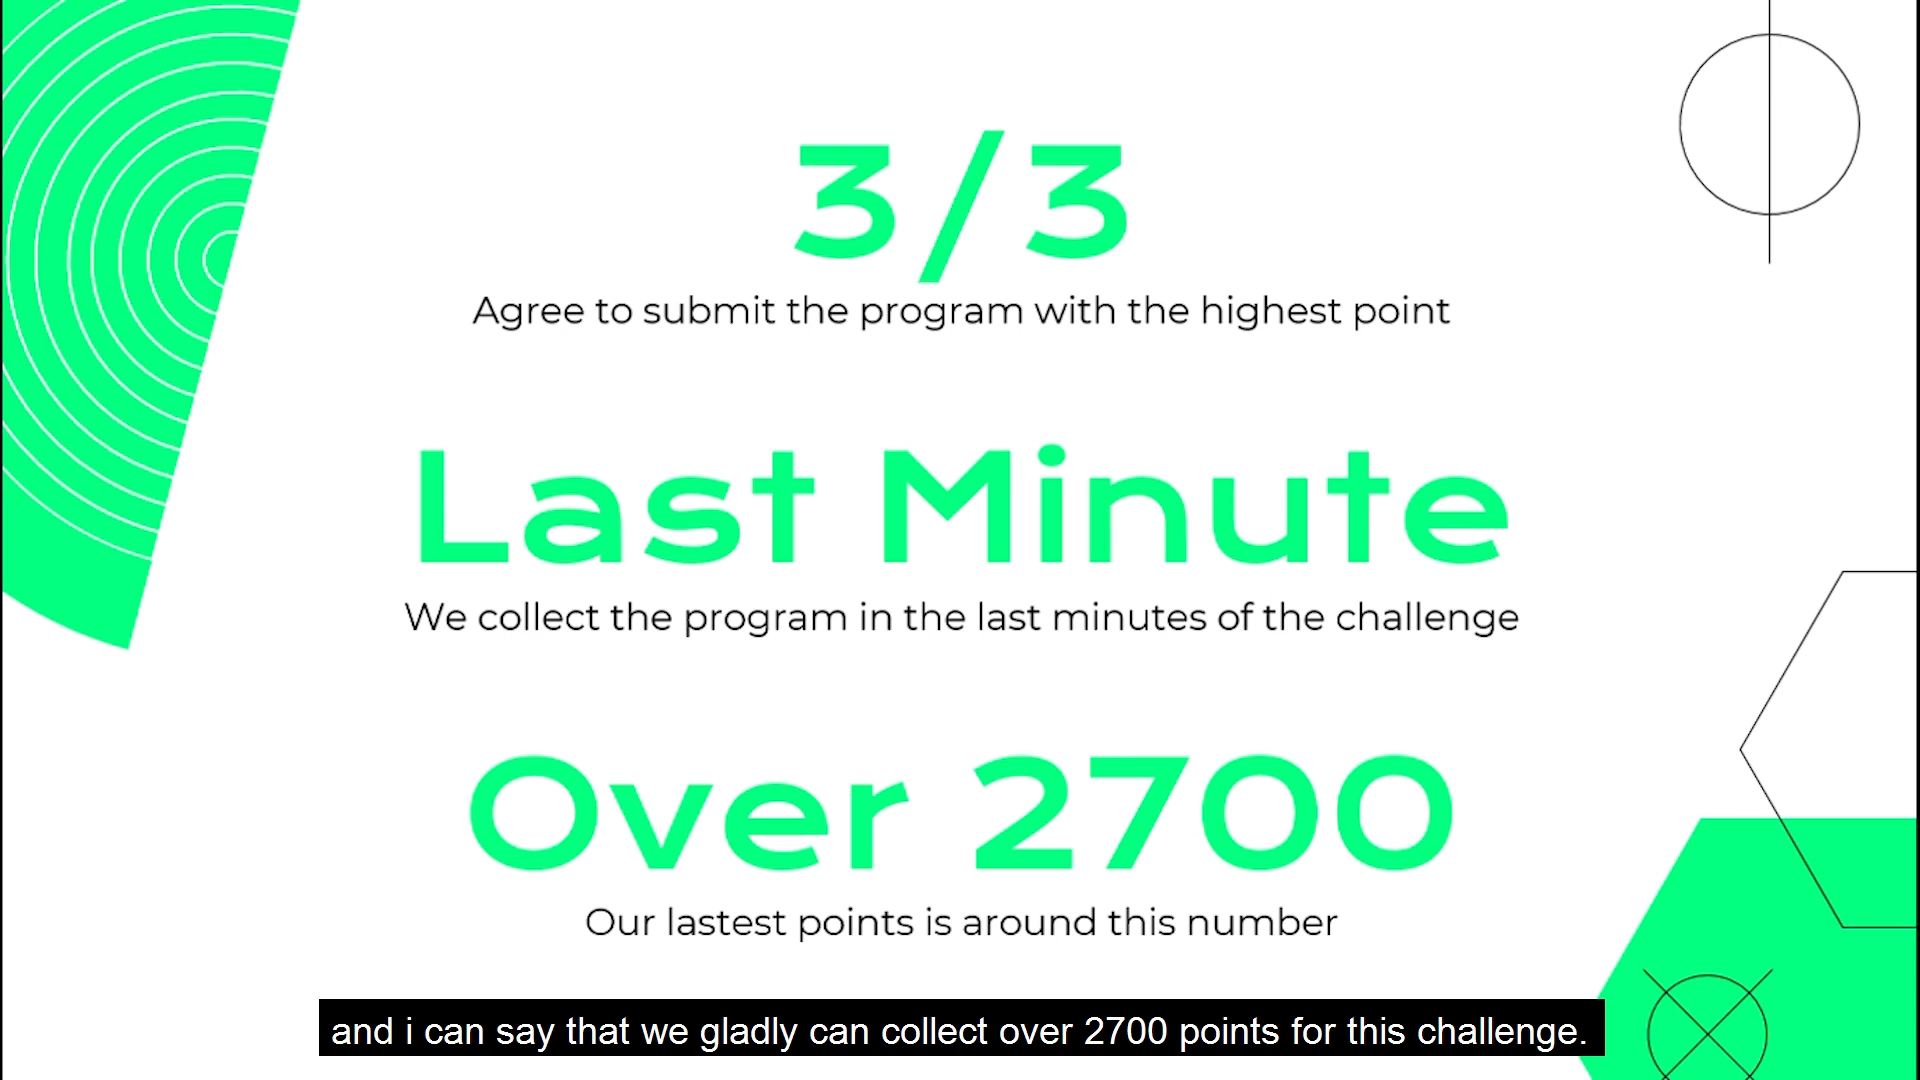 3/3
Agree to submit the program with the highest point
Last Minute
We collect the program in the last minutes of the challenge
Over 2700
Our lastest points is around this number
and i can say that we gladly can collect over 2700 points for this challenge.